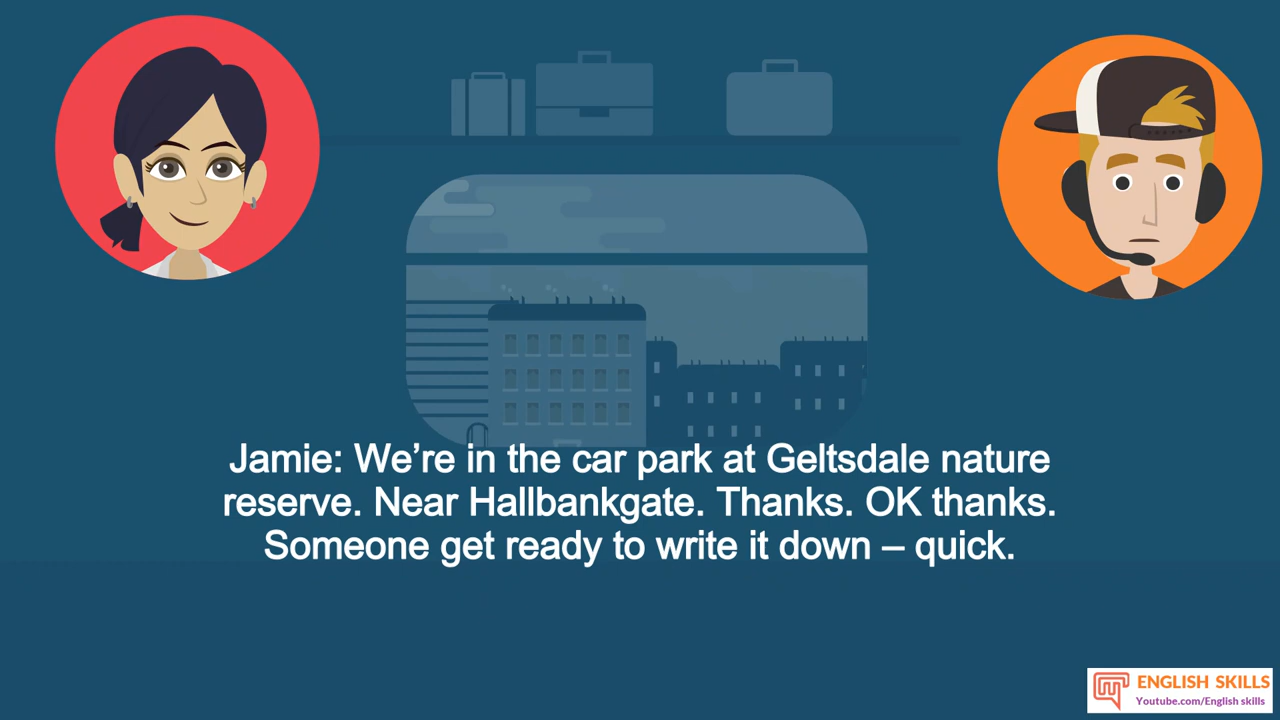 Jamie: We’re in the car park at Geltsdale nature
reserve. Near Hallbankgate. Thanks. OK thanks.
Someone get ready to write it down – quick.
ENGLISH SKILLS
Youtube.com/English skills